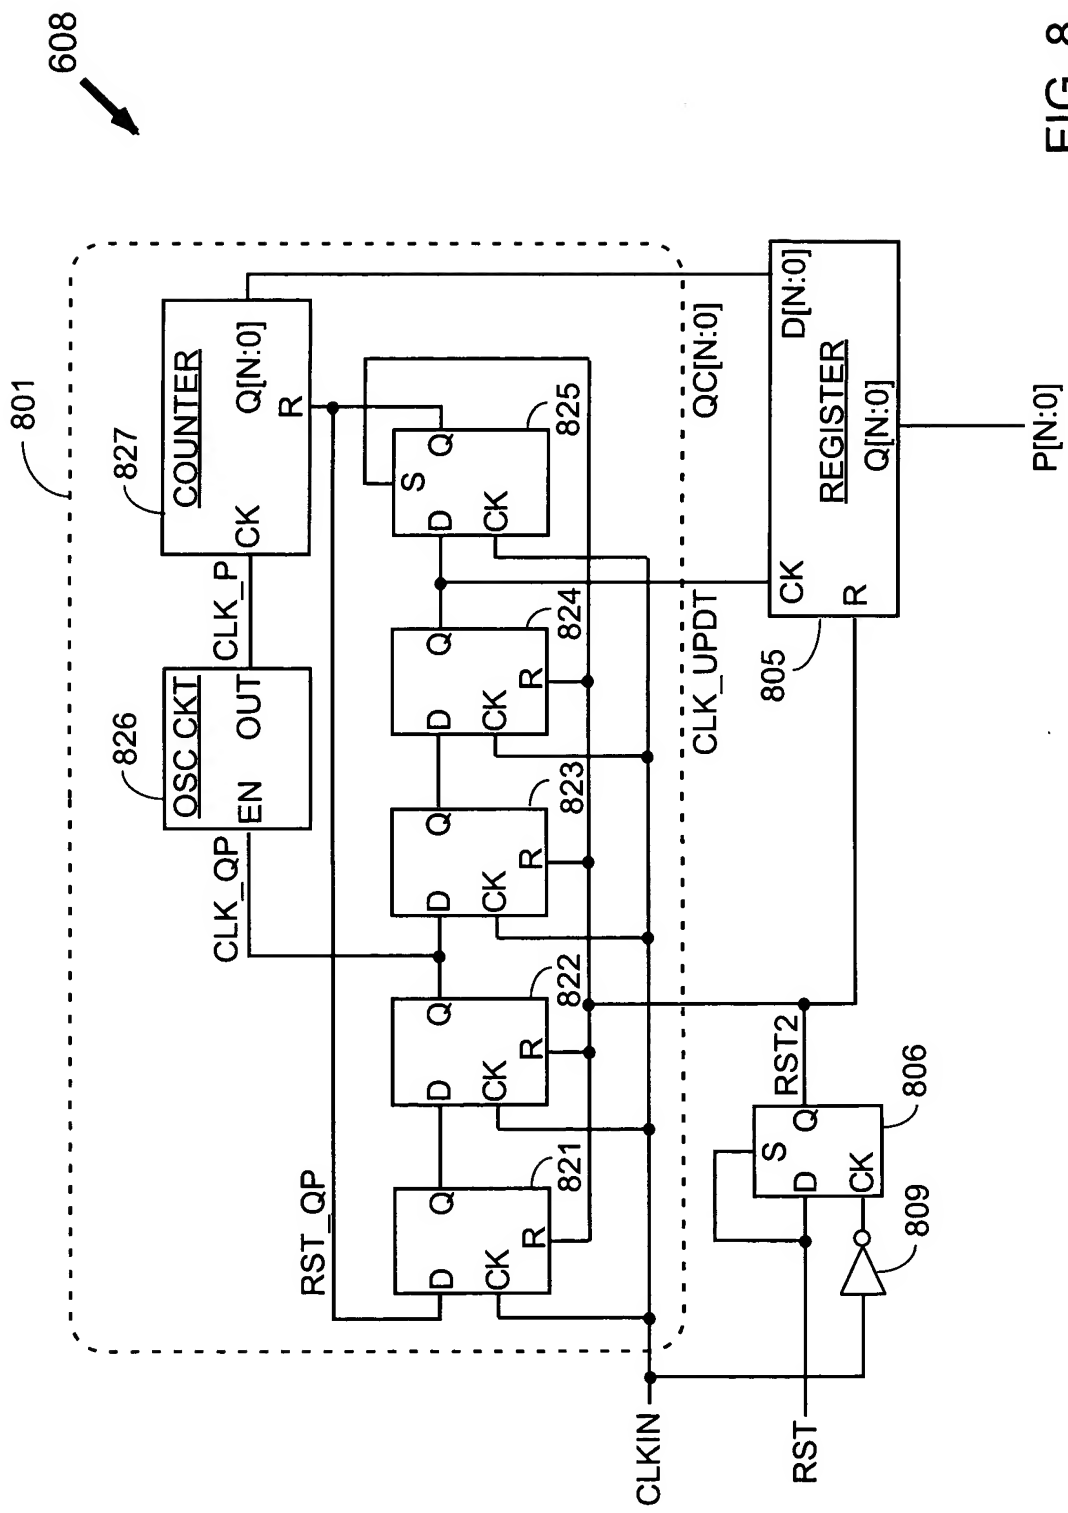 608
801
827
COUNTER
CK
Q[N:0]
R
CLK_P
826
OSC CKT
EN
OUT
CLK_QP
RST_QP
D
Q
CK
R
821
D
Q
CK
R
822
D
Q
CK
R
823
D
Q
CK
R
824
S
D
Q
CK
825
CLK_UPDT
QC[N:0]
805
CK
R
REGISTER
D[N:0]
Q[N:0]
P[N:0]
RST2
S
D
Q
CK
806
809
CLKIN
RST
FIG. 8